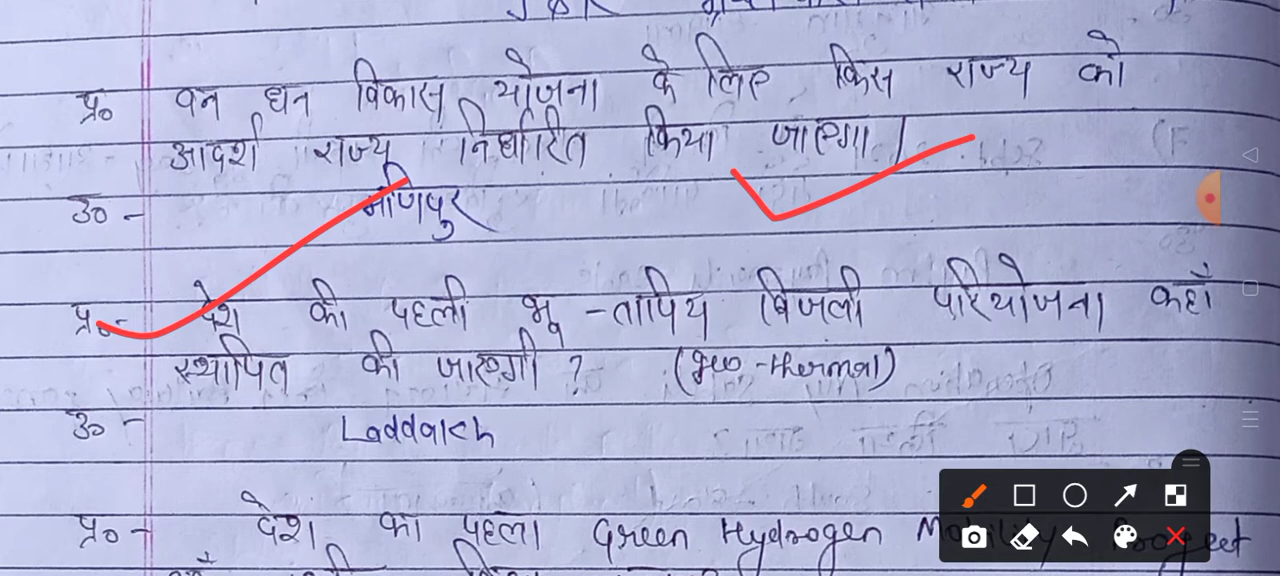 प्र० वन धन विकास योजना के लिए किस राज्य को
आदर्श राज्य निर्धारित किया जाएगा।
उ० - मणिपुर
प्र०- देश की पहली भू-तापिय बिजली परियोजना कहाँ
स्थापित की जाएगी ? (geo-thermal)
उ० - Laddakh
प्र० - देश का पहला Green Hydrogen Mobility Project